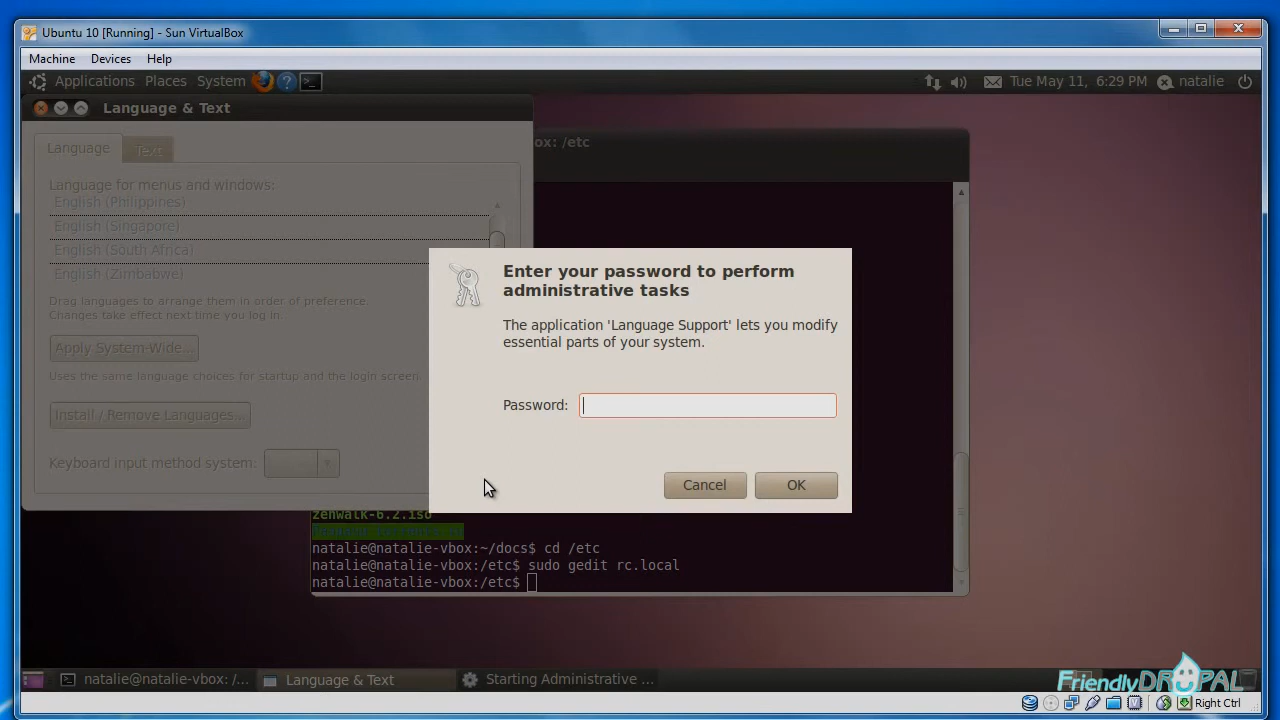 Ubuntu 10 [Running] - Sun VirtualBox
Machine Devices Help
Applications Places System Tue May 11, 6:29 PM natalie
Language & Text
ox: /etc
Language Text
Language for menus and windows:
English (Philippines)
English (Singapore)
English (South Africa)
English (Zimbabwe)
Drag languages to arrange them in order of preference.
Changes take effect next time you log in.
Apply System-Wide...
Uses the same language choices for startup and the login screen.
Install / Remove Languages...
Keyboard input method system:
Enter your password to perform
administrative tasks
The application 'Language Support' lets you modify
essential parts of your system.
Password:
Cancel OK
zenwalk-6.2.iso
natalie@natalie-vbox:~/docs$ cd /etc
natalie@natalie-vbox:/etc$ sudo gedit rc.local
natalie@natalie-vbox:/etc$
natalie@natalie-vbox: /... Language & Text Starting Administrative ...
FriendlyDRUPAL
Right Ctrl